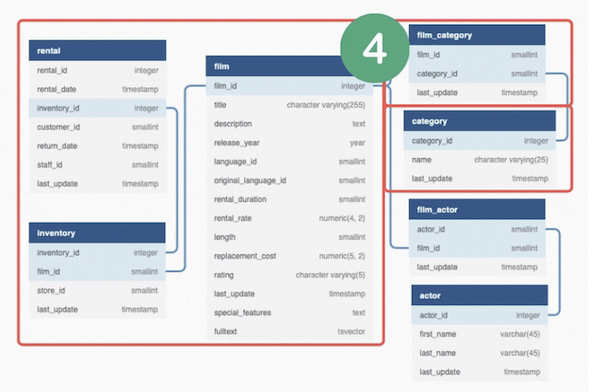 4
rental
rental_id integer
rental_date timestamp
inventory_id integer
customer_id smallint
return_date timestamp
staff_id smallint
last_update timestamp
inventory
inventory_id integer
film_id smallint
store_id smallint
last_update timestamp
film
film_id integer
title character varying(255)
description text
release_year year
language_id smallint
original_language_id smallint
rental_duration smallint
rental_rate numeric(4, 2)
length smallint
replacement_cost numeric(5, 2)
rating character varying(5)
last_update timestamp
special_features text
fulltext tsvector
film_category
film_id smallint
category_id smallint
last_update timestamp
category
category_id integer
name character varying(25)
last_update timestamp
film_actor
actor_id smallint
film_id smallint
last_update timestamp
actor
actor_id integer
first_name varchar(45)
last_name varchar(45)
last_update timestamp